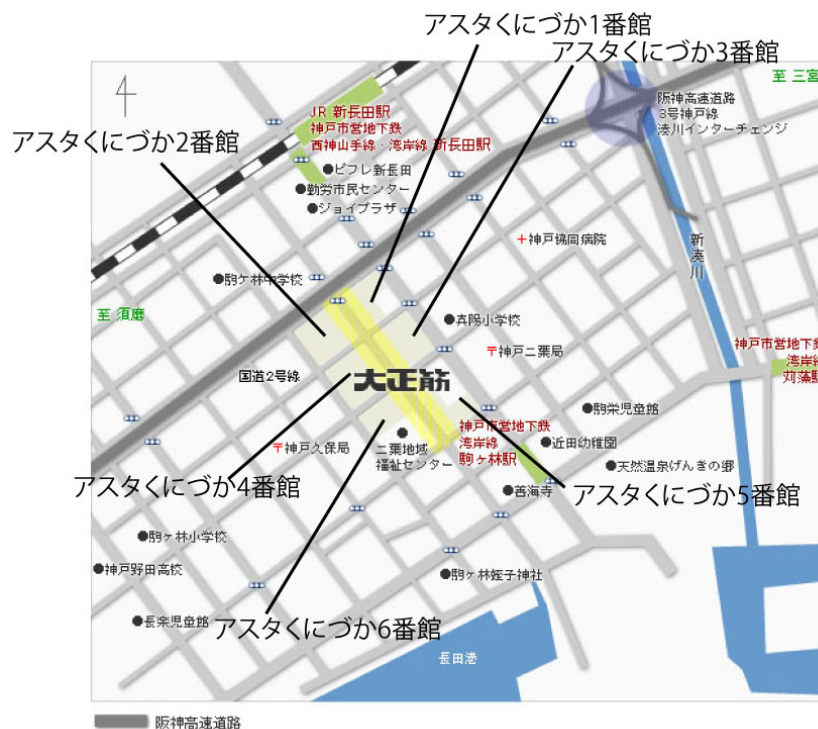 アスタくにづか1番館
アスタくにづか3番館
至 三宮
阪神高速道路
3号神戸線
湊川インターチェンジ
JR 新長田駅
神戸市営地下鉄
西神山手線・湾岸線 新長田駅
アスタくにづか2番館
ピフレ新長田
勤労市民センター
ジョイプラザ
神戸協同病院
新湊川
駒ケ林中学校
至 須磨
真陽小学校
神戸二葉局
神戸市営地下鉄
湾岸線
苅藻駅
国道2号線
大正筋
駒栄児童館
神戸市営地下鉄
湾岸線
駒ヶ林駅
神戸久保局
二葉地域
福祉センター
近田幼稚園
天然温泉げんきの郷
アスタくにづか4番館
善海寺
アスタくにづか5番館
駒ヶ林小学校
神戸野田高校
駒ヶ林蛭子神社
長楽児童館
アスタくにづか6番館
長田港
阪神高速道路